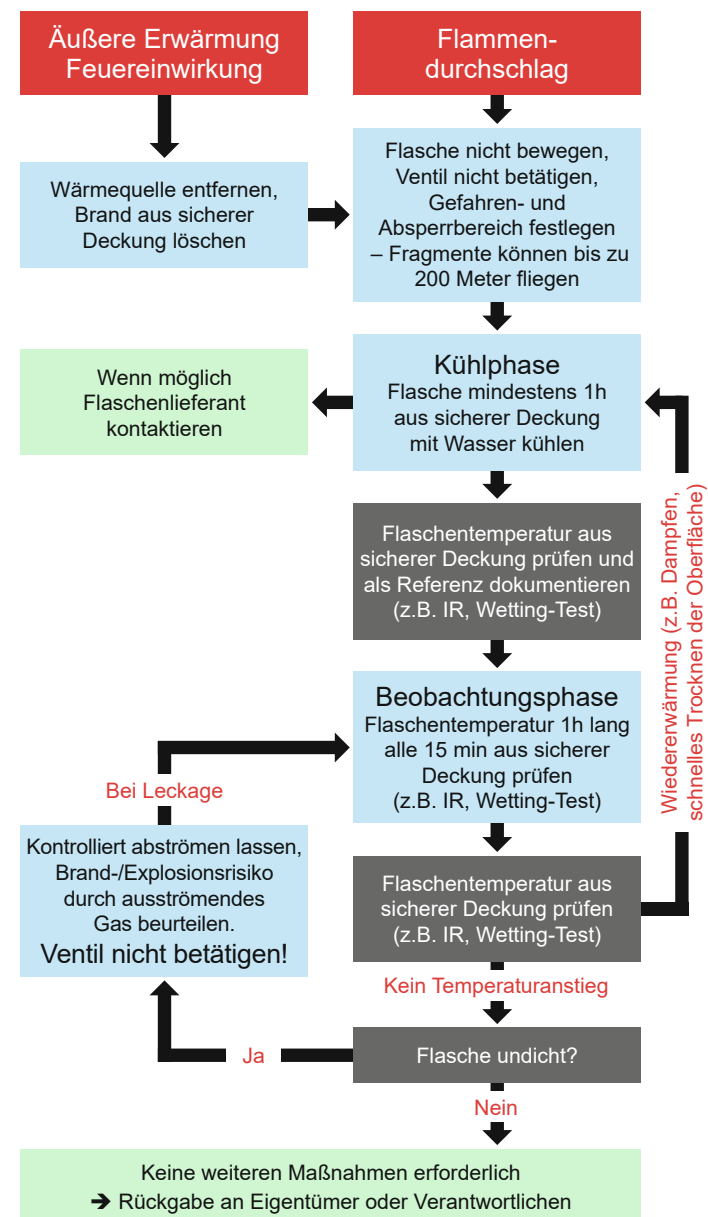 Äußere Erwärmung
Feuereinwirkung
Flammen-
durchschlag
Wärmequelle entfernen,
Brand aus sicherer
Deckung löschen
Flasche nicht bewegen,
Ventil nicht betätigen,
Gefahren- und
Absperrbereich festlegen
– Fragmente können bis zu
200 Meter fliegen
Kühlphase
Flasche mindestens 1h
aus sicherer Deckung
mit Wasser kühlen
Wenn möglich
Flaschenlieferant
kontaktieren
Flaschentemperatur aus
sicherer Deckung prüfen und
als Referenz dokumentieren
(z.B. IR, Wetting-Test)
Wiedererwärmung (z.B. Dampfen,
schnelles Trocknen der Oberfläche)
Beobachtungsphase
Flaschentemperatur 1h lang
alle 15 min aus sicherer
Deckung prüfen
(z.B. IR, Wetting-Test)
Bei Leckage
Kontrolliert abströmen lassen,
Brand-/Explosionsrisiko
durch ausströmendes
Gas beurteilen.
Ventil nicht betätigen!
Flaschentemperatur aus
sicherer Deckung prüfen
(z.B. IR, Wetting-Test)
Kein Temperaturanstieg
Flasche undicht?
Ja
Nein
Keine weiteren Maßnahmen erforderlich
➔ Rückgabe an Eigentümer oder Verantwortlichen